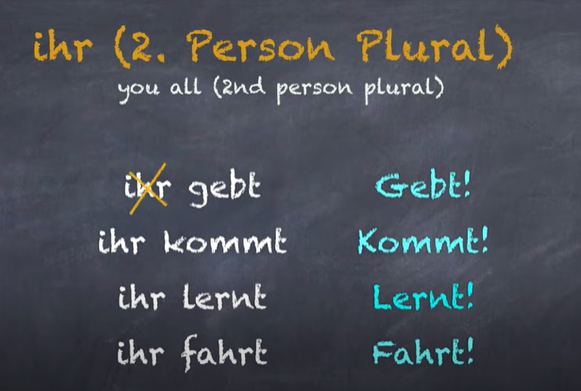 ihr (2. Person Plural)
you all (2nd person plural)
ihr gebt Gebt!
ihr kommt Kommt!
ihr lernt Lernt!
ihr fahrt Fahrt!